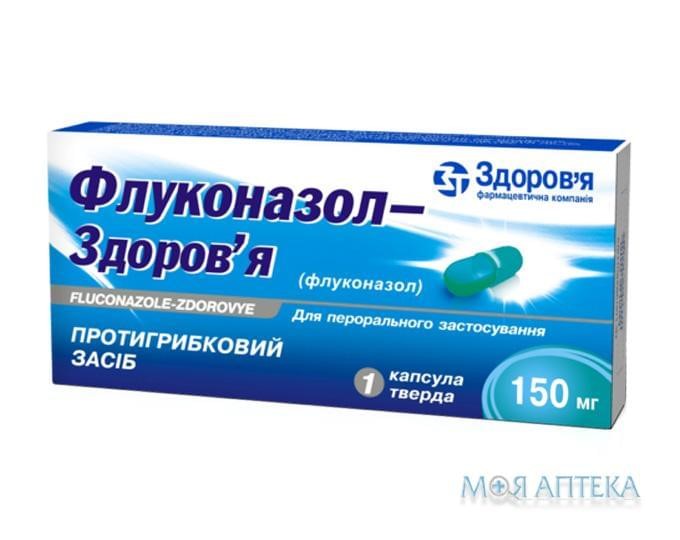 Флуконазол–
Здоров'я
FLUCONAZOLE-ZDOROVYE
(флуконазол)
Для перорального застосування
ПРОТИГРИБКОВИЙ
ЗАСІБ
1 капсула
тверда
150 мг
Здоров'я
фармацевтична компанія
МОЯ АПТЕКА